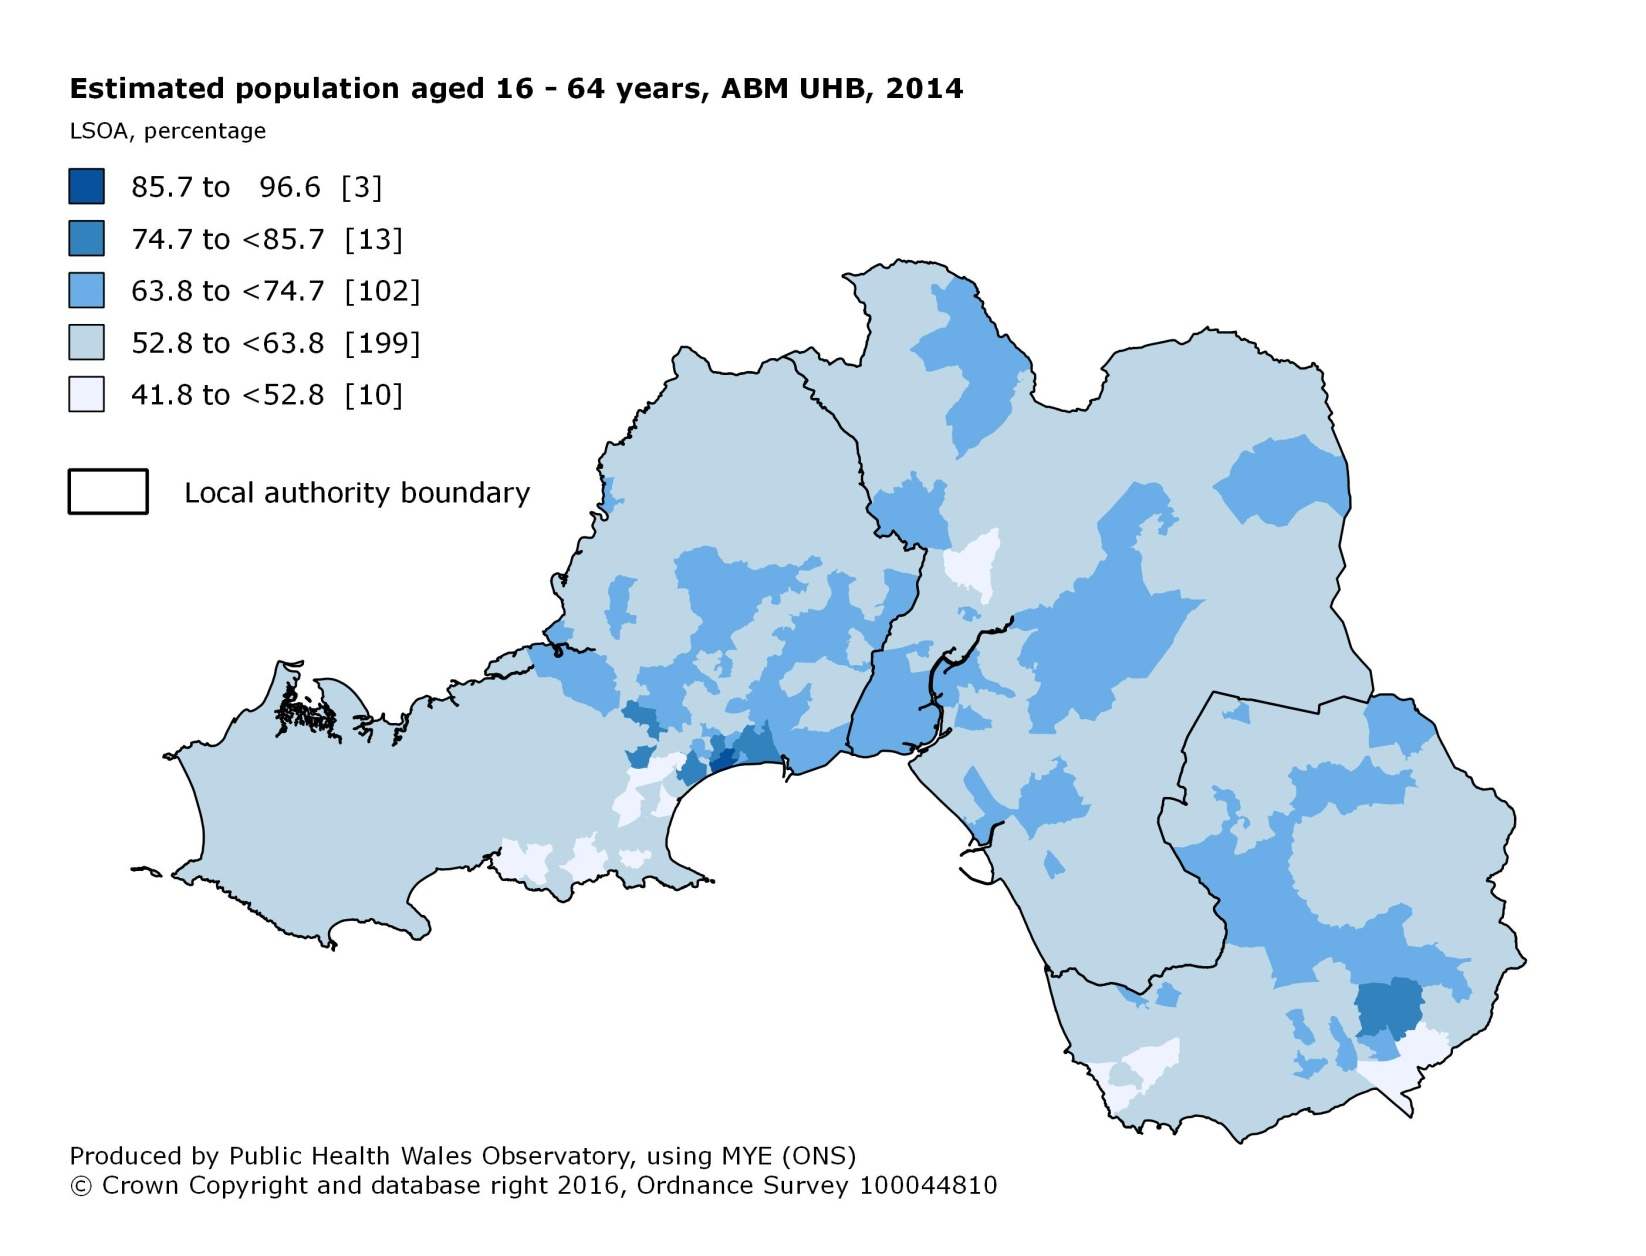 Estimated population aged 16 - 64 years, ABM UHB, 2014
LSOA, percentage
85.7 to 96.6 [3]
74.7 to <85.7 [13]
63.8 to <74.7 [102]
52.8 to <63.8 [199]
41.8 to <52.8 [10]
Local authority boundary
Produced by Public Health Wales Observatory, using MYE (ONS)
© Crown Copyright and database right 2016, Ordnance Survey 100044810